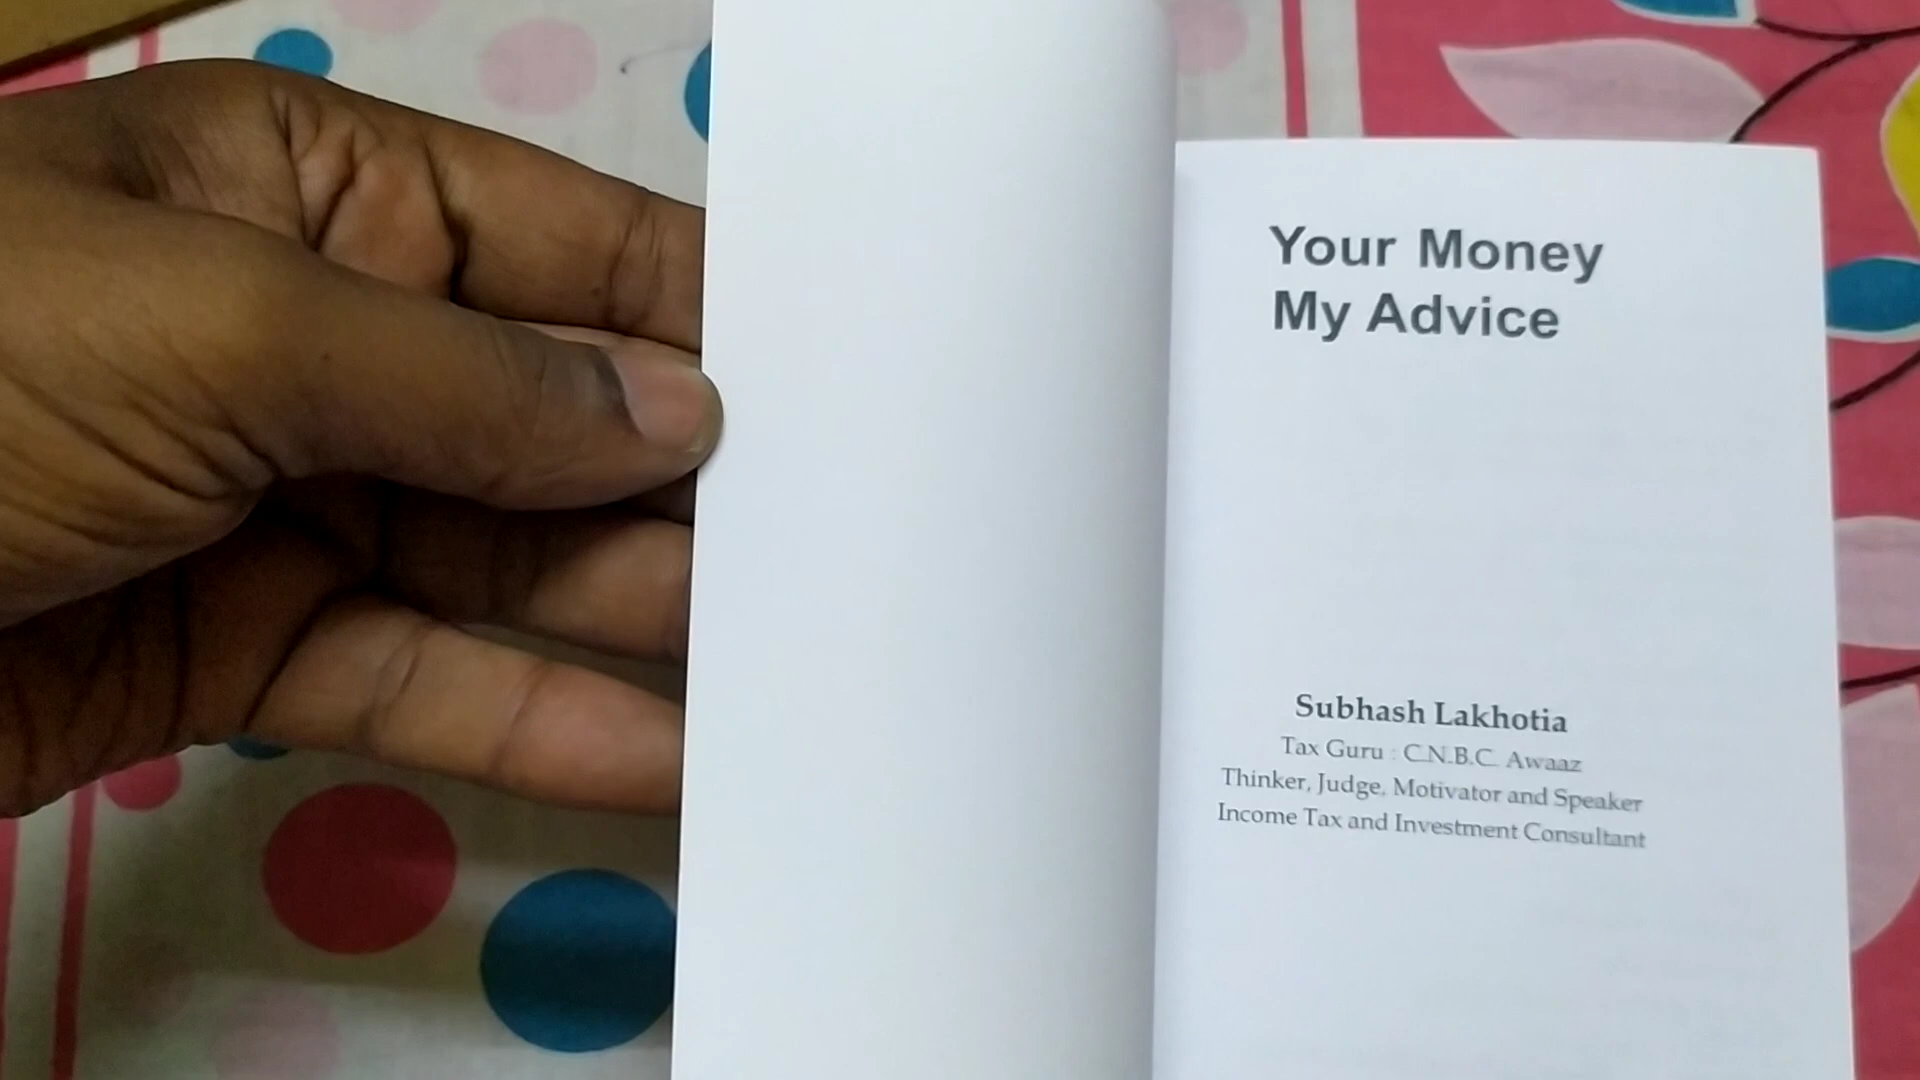 Your Money
My Advice
Subhash Lakhotia
Tax Guru : C.N.B.C. Awaaz
Thinker, Judge, Motivator and Speaker
Income Tax and Investment Consultant